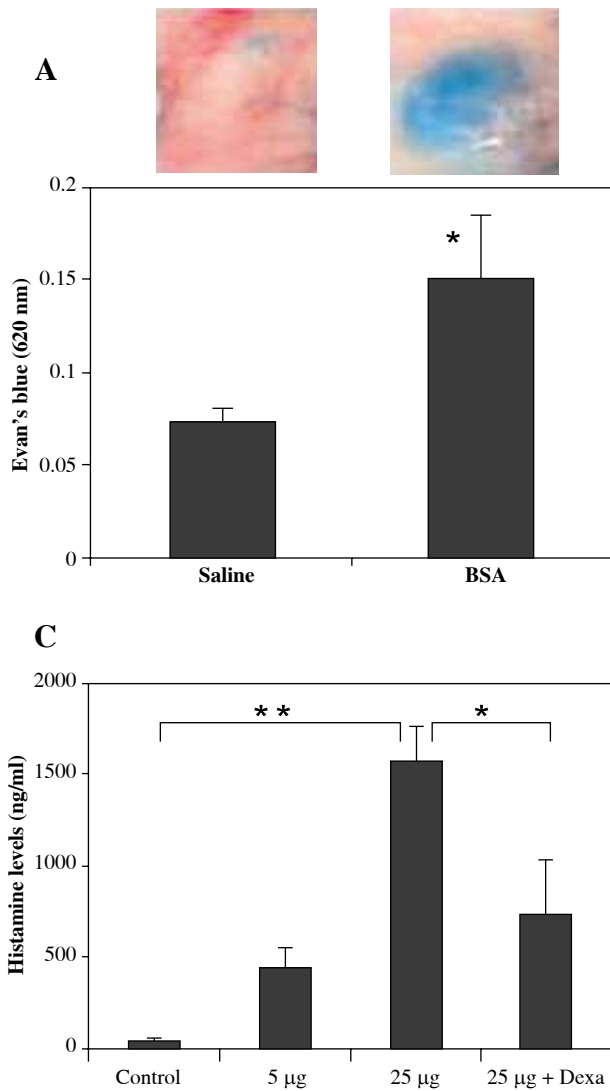 A
0.2
*
0.15
0.1
0.05
0
Evan's blue (620 nm)
Saline BSA
C
2000
* * *
1500
1000
500
0
Histamine levels (ng/ml)
Control 5 μg 25 μg 25 μg + Dexa